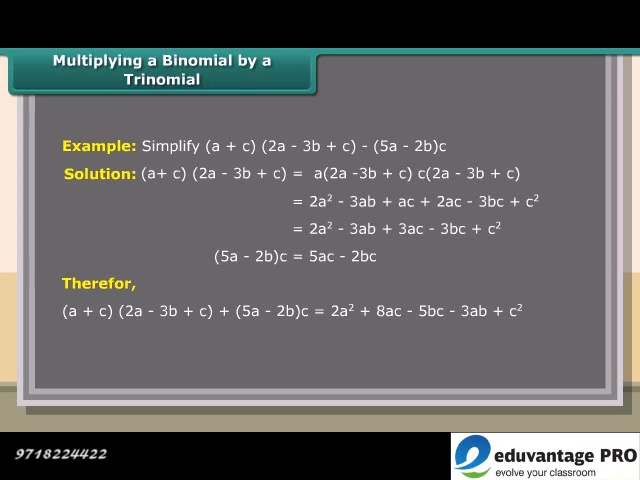 Multiplying a Binomial by a
Trinomial
Example: Simplify (a + c) (2a - 3b + c) - (5a - 2b)c
Solution: (a+ c) (2a - 3b + c) = a(2a -3b + c) c(2a - 3b + c)
= 2a² - 3ab + ac + 2ac - 3bc + c²
= 2a² - 3ab + 3ac - 3bc + c²
(5a - 2b)c = 5ac - 2bc
Therefor,
(a + c) (2a - 3b + c) + (5a - 2b)c = 2a² + 8ac - 5bc - 3ab + c²
9718224422
eduvantage PRO
evolve your classroom